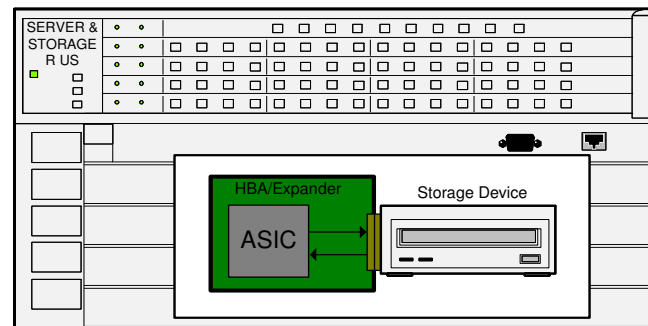 SERVER &
STORAGE
R US
HBA/Expander
Storage Device
ASIC